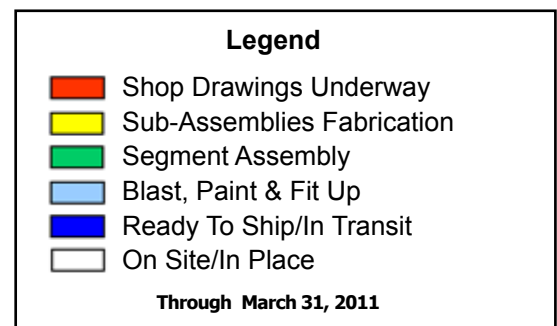 Legend
Shop Drawings Underway
Sub-Assemblies Fabrication
Segment Assembly
Blast, Paint & Fit Up
Ready To Ship/In Transit
On Site/In Place
Through March 31, 2011